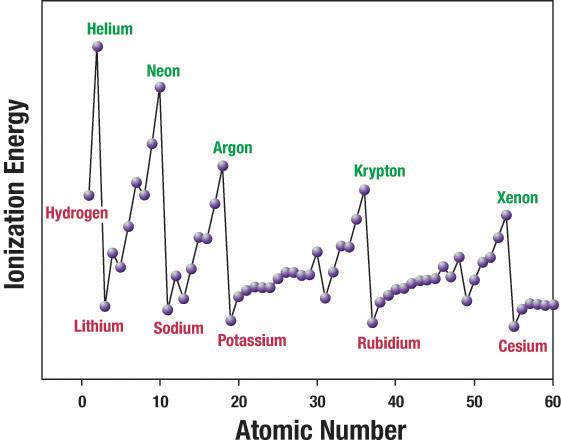 Helium
Neon
Argon
Krypton
Xenon
Hydrogen
Lithium
Sodium
Potassium
Rubidium
Cesium
Ionization Energy
0 10 20 30 40 50 60
Atomic Number